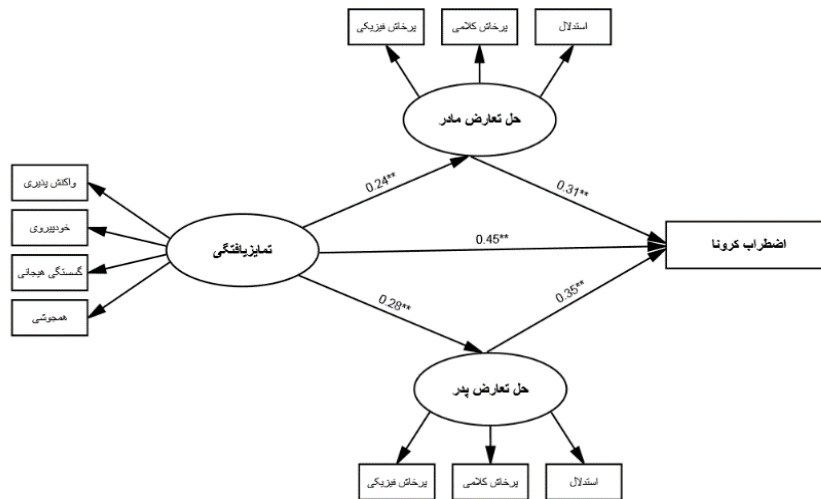 پرخاش فیزیکی
پرخاش کلامی
استدلال
حل تعارض مادر
0.24**
0.31**
واکنش پذیری
خودپیروی
گسستگی هیجانی
همجوشی
تمایزیافتگی
0.45**
اضطراب کرونا
0.28**
0.35**
حل تعارض پدر
پرخاش فیزیکی
پرخاش کلامی
استدلال